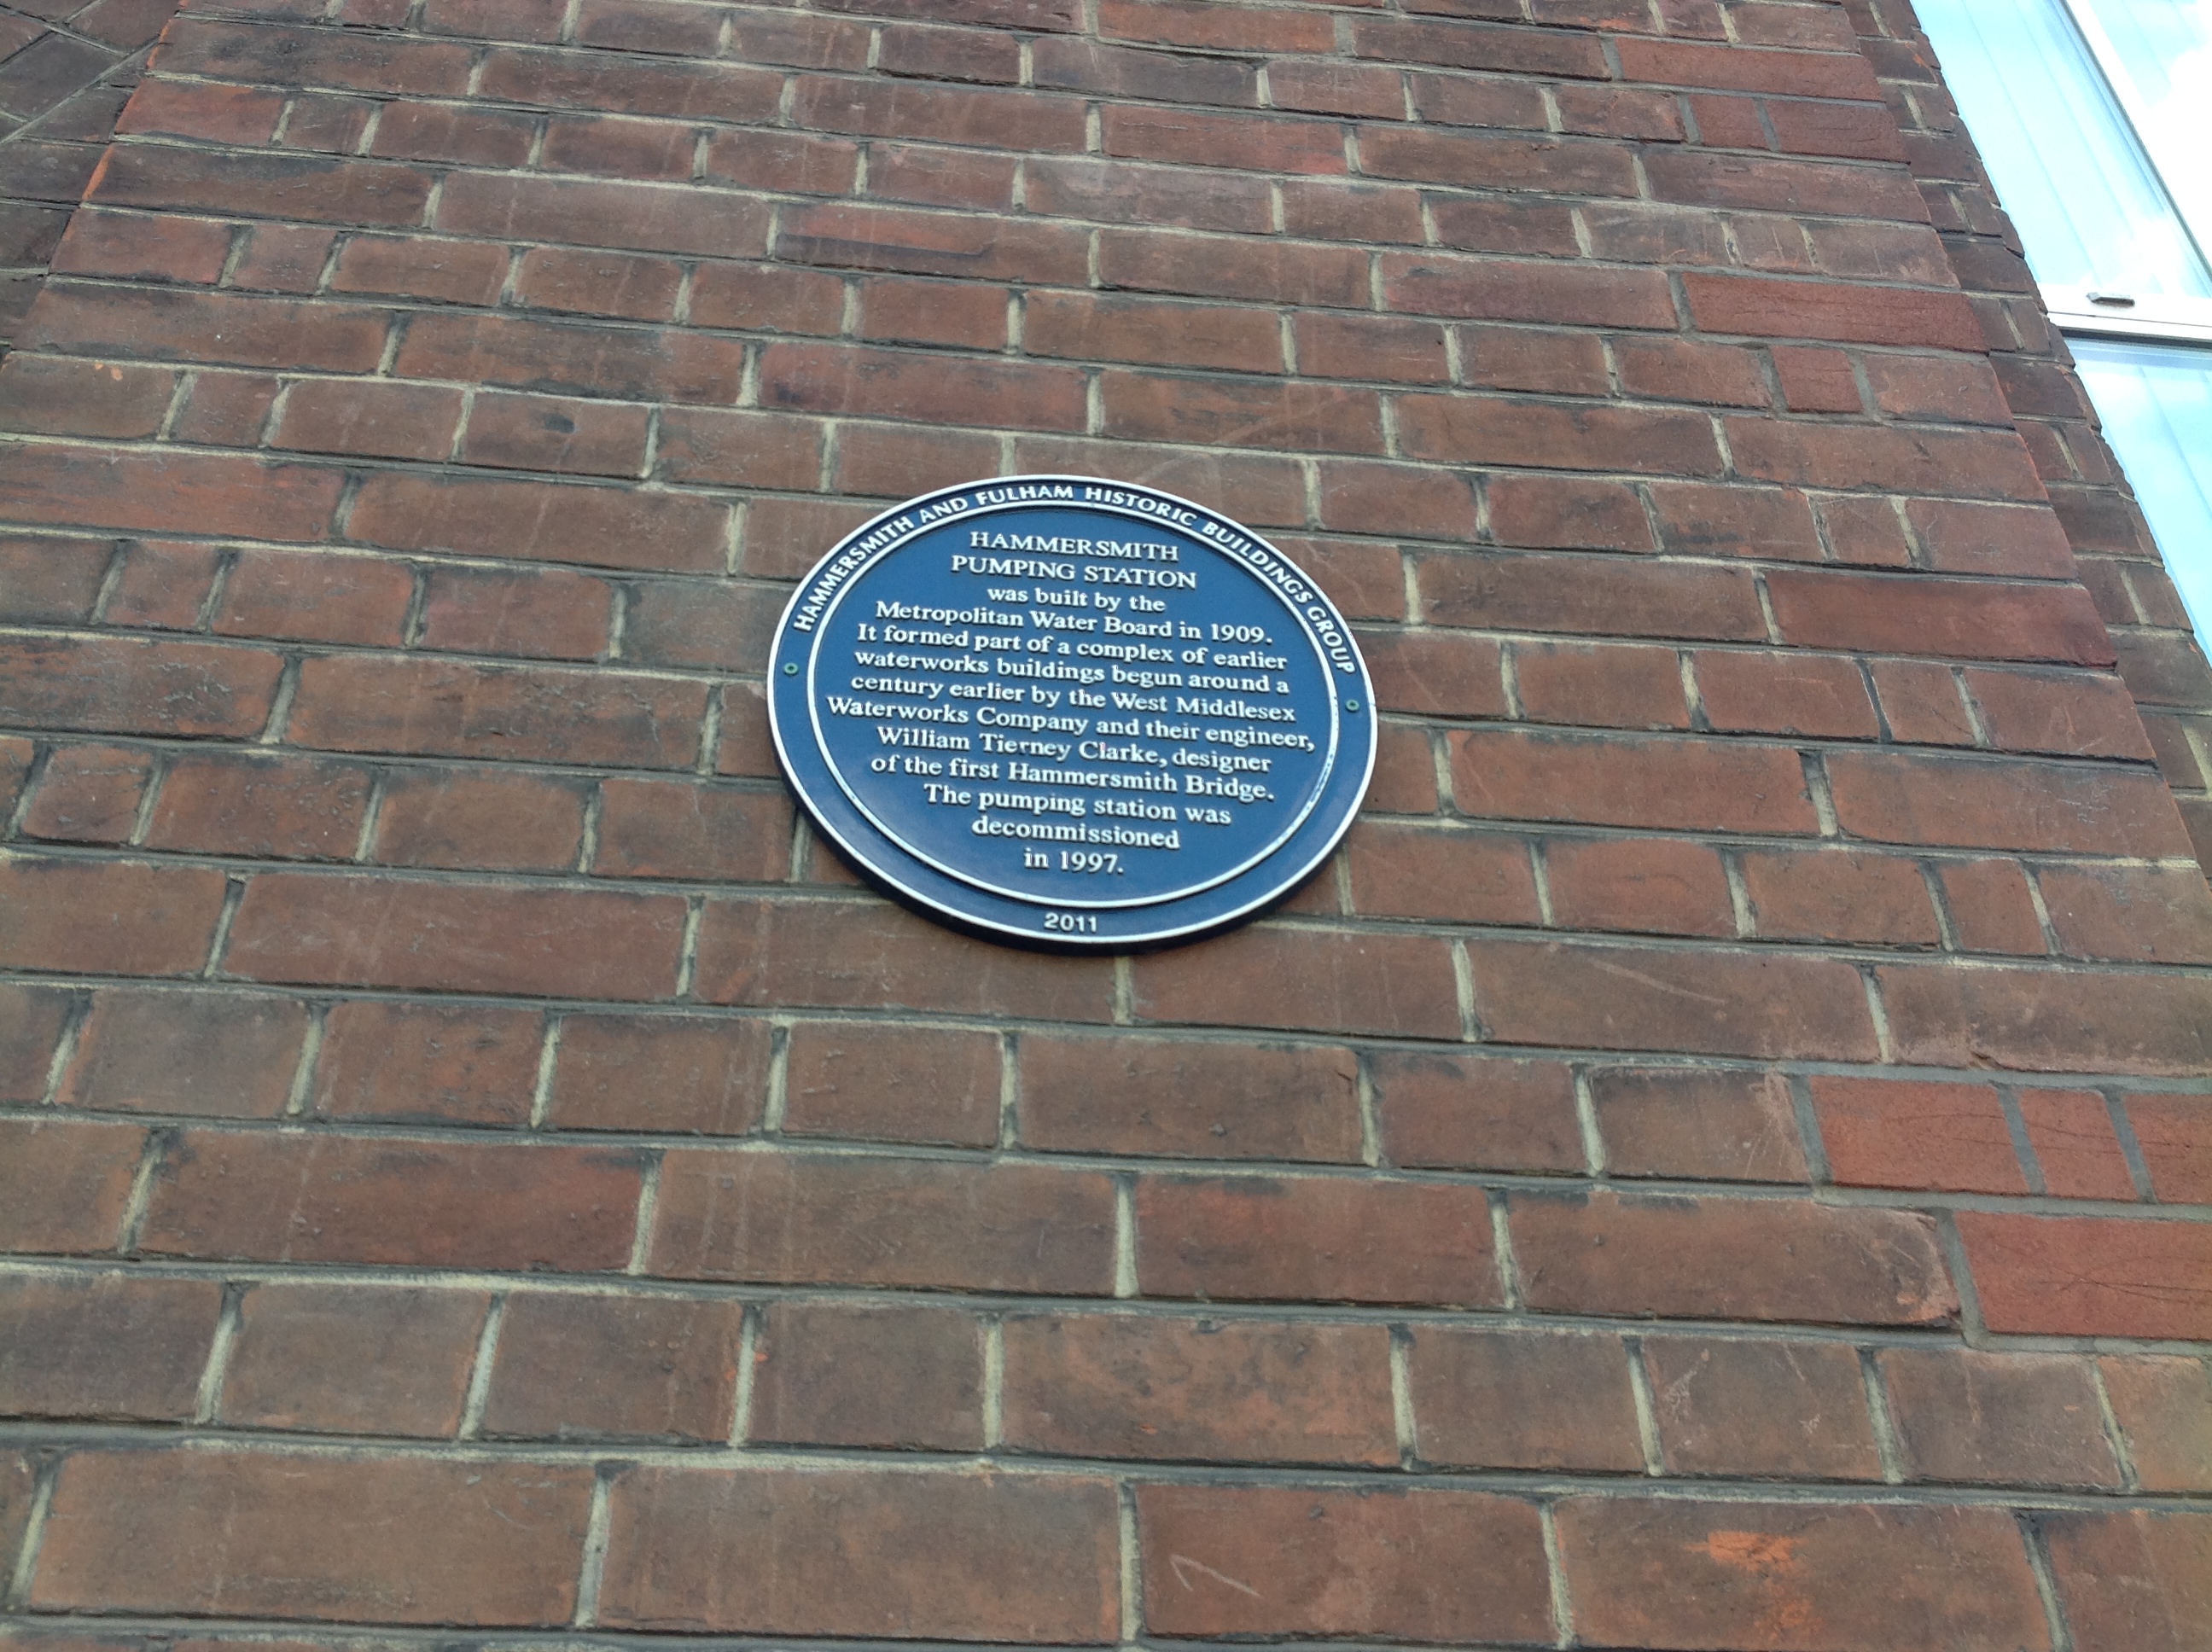 HAMMERSMITH AND FULHAM HISTORIC BUILDINGS GROUP
HAMMERSMITH
PUMPING STATION
was built by the
Metropolitan Water Board in 1909.
It formed part of a complex of earlier
waterworks buildings begun around a
century earlier by the West Middlesex
Waterworks Company and their engineer,
William Tierney Clarke, designer
of the first Hammersmith Bridge.
The pumping station was
decommissioned
in 1997.
2011